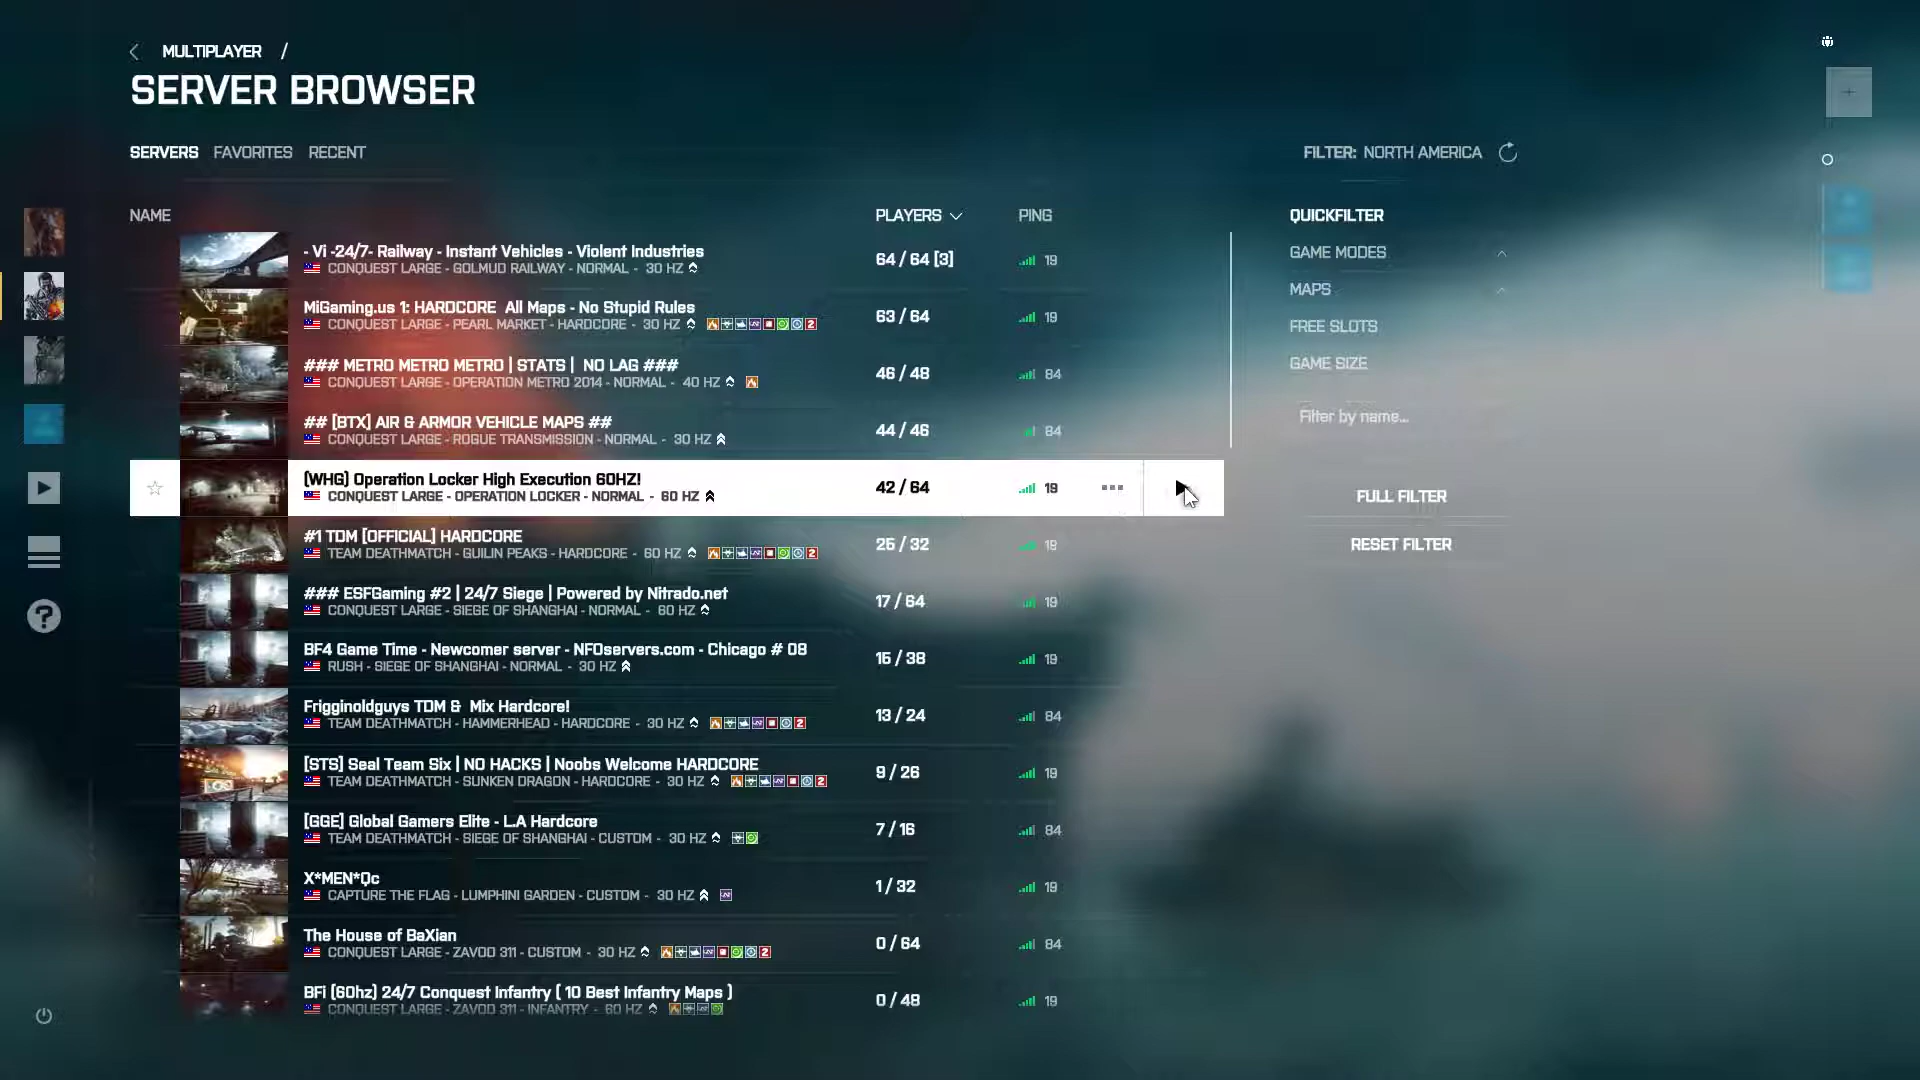 MULTIPLAYER /
SERVER BROWSER
SERVERS FAVORITES RECENT
FILTER: NORTH AMERICA
NAME PLAYERS PING
- Vi -24/7- Railway - Instant Vehicles - Violent Industries
CONQUEST LARGE - GOLMUD RAILWAY - NORMAL - 30 HZ
64 / 64 [3] 19
MiGaming.us 1: HARDCORE All Maps - No Stupid Rules
CONQUEST LARGE - PEARL MARKET - HARDCORE - 30 HZ 2
63 / 64 19
### METRO METRO METRO | STATS | NO LAG ###
CONQUEST LARGE - OPERATION METRO 2014 - NORMAL - 40 HZ
46 / 48 84
## [BTX] AIR & ARMOR VEHICLE MAPS ##
CONQUEST LARGE - ROGUE TRANSMISSION - NORMAL - 30 HZ
44 / 46 84
(WHG) Operation Locker High Execution 60HZ!
CONQUEST LARGE - OPERATION LOCKER - NORMAL - 60 HZ
42 / 64 19
#1 TDM [OFFICIAL] HARDCORE
TEAM DEATHMATCH - GUILIN PEAKS - HARDCORE - 60 HZ 2
25 / 32 19
### ESFGaming #2 | 24/7 Siege | Powered by Nitrado.net
CONQUEST LARGE - SIEGE OF SHANGHAI - NORMAL - 60 HZ
17 / 64 19
BF4 Game Time - Newcomer server - NFOservers.com - Chicago # 08
RUSH - SIEGE OF SHANGHAI - NORMAL - 30 HZ
15 / 38 19
Frigginoldguys TDM & Mix Hardcore!
TEAM DEATHMATCH - HAMMERHEAD - HARDCORE - 30 HZ 2
13 / 24 84
[STS] Seal Team Six | NO HACKS | Noobs Welcome HARDCORE
TEAM DEATHMATCH - SUNKEN DRAGON - HARDCORE - 30 HZ 2
9 / 26 19
[GGE] Global Gamers Elite - L.A Hardcore
TEAM DEATHMATCH - SIEGE OF SHANGHAI - CUSTOM - 30 HZ
7 / 16 84
X*MEN*Qc
CAPTURE THE FLAG - LUMPHINI GARDEN - CUSTOM - 30 HZ
1 / 32 19
The House of BaXian
CONQUEST LARGE - ZAVOD 311 - CUSTOM - 30 HZ 2
0 / 64 84
BFi (60hz) 24/7 Conquest Infantry ( 10 Best Infantry Maps )
CONQUEST LARGE - ZAVOD 311 - INFANTRY - 60 HZ
0 / 48 19
QUICKFILTER
GAME MODES
MAPS
FREE SLOTS
GAME SIZE
Filter by name...
FULL FILTER
RESET FILTER